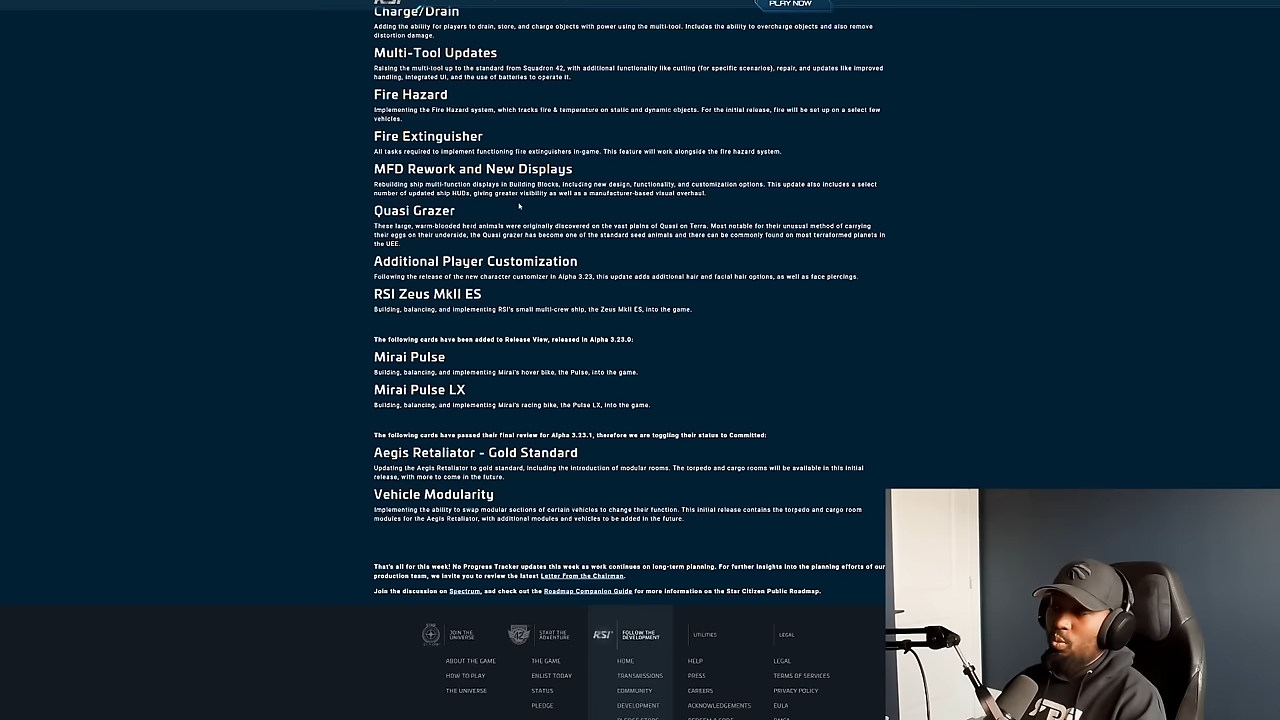 RSI
PLAY NOW
Charge/Drain
Adding the ability for players to drain, store, and charge objects with power using the multi-tool. Includes the ability to overcharge objects and also remove
distortion damage.
Multi-Tool Updates
Raising the multi-tool up to the standard from Squadron 42, with additional functionality like cutting (for specific scenarios), repair, and updates like improved
handling, integrated UI, and the use of batteries to operate it.
Fire Hazard
Implementing the Fire Hazard system, which tracks fire & temperature on static and dynamic objects. For the initial release, fire will be set up on a select few
vehicles.
Fire Extinguisher
All tasks required to implement functioning fire extinguishers in-game. This feature will work alongside the fire hazard system.
MFD Rework and New Displays
Rebuilding ship multi-function displays in Building Blocks, including new design, functionality, and customization options. This update also includes a select
number of updated ship HUDs, giving greater visibility as well as a manufacturer-based visual overhaul.
Quasi Grazer
These large, warm-blooded herd animals were originally discovered on the vast plains of Quasi on Terra. Most notable for their unusual method of carrying
their eggs on their underside, the Quasi grazer has become one of the standard seed animals and there can be commonly found on most terraformed planets in
the UEE.
Additional Player Customization
Following the release of the new character customizer in Alpha 3.23, this update adds additional hair and facial hair options, as well as face piercings.
RSI Zeus MkII ES
Building, balancing, and implementing RSI's small multi-crew ship, the Zeus MkII ES, into the game.
The following cards have been added to Release View, released in Alpha 3.23.0:
Mirai Pulse
Building, balancing, and implementing Mirai's hover bike, the Pulse, into the game.
Mirai Pulse LX
Building, balancing, and implementing Mirai's racing bike, the Pulse LX, into the game.
The following cards have passed their final review for Alpha 3.23.1, therefore we are toggling their status to Committed:
Aegis Retaliator - Gold Standard
Updating the Aegis Retaliator to gold standard, including the introduction of modular rooms. The torpedo and cargo rooms will be available in this initial
release, with more to come in the future.
Vehicle Modularity
Implementing the ability to swap modular sections of certain vehicles to change their function. This initial release contains the torpedo and cargo room
modules for the Aegis Retaliator, with additional modules and vehicles to be added in the future.
That's all for this week! No Progress Tracker updates this week as work continues on long-term planning. For further insights into the planning efforts of our
production team, we invite you to review the latest Letter From the Chairman.
Join the discussion on Spectrum, and check out the Roadmap Companion Guide for more information on the Star Citizen Public Roadmap.
JOIN THE
UNIVERSE
START THE
ADVENTURE
RSI
FOLLOW THE
DEVELOPMENT
UTILITIES
LEGAL
ABOUT THE GAME
THE GAME
HOME
HELP
LEGAL
HOW TO PLAY
ENLIST TODAY
TRANSMISSIONS
PRESS
TERMS OF SERVICES
THE UNIVERSE
STATUS
COMMUNITY
CAREERS
PRIVACY POLICY
PLEDGE
DEVELOPMENT
ACKNOWLEDGEMENTS
EULA